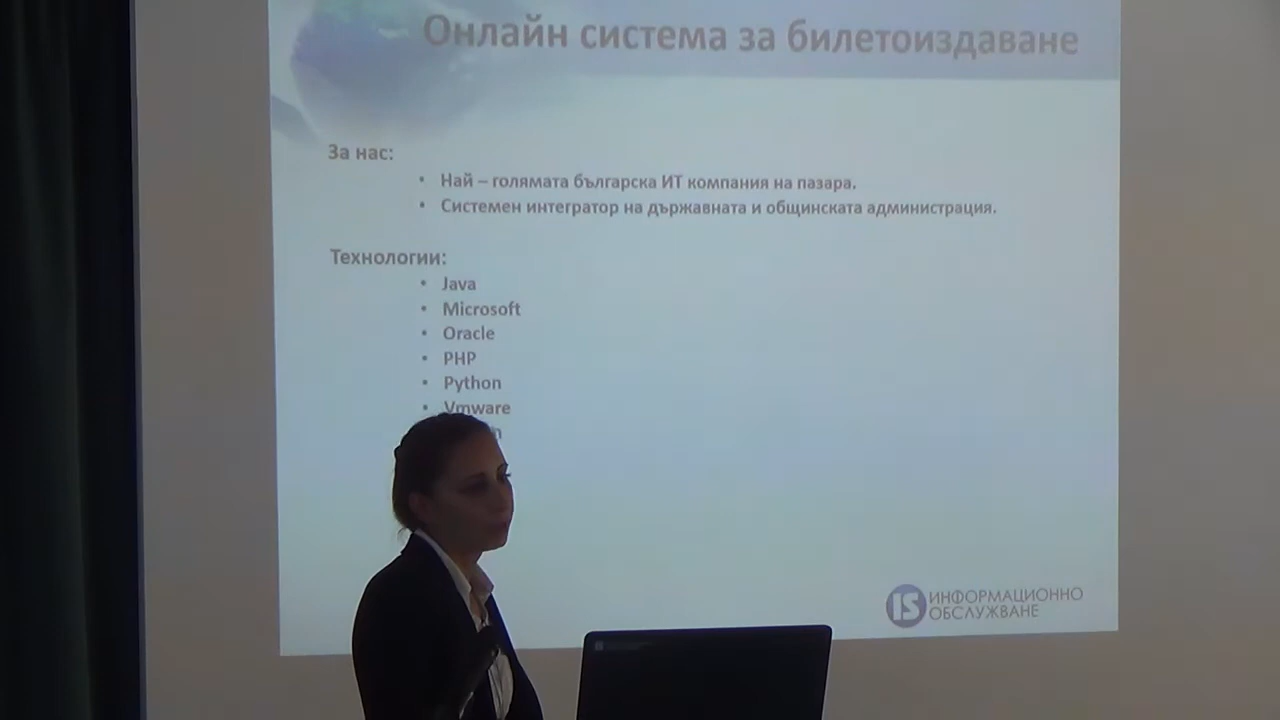 Онлайн система за билетоиздаване
За нас:
• Най – голямата българска ИТ компания на пазара.
• Системен интегратор на държавната и общинската администрация.
Технологии:
• Java
• Microsoft
• Oracle
• PHP
• Python
• Vmware
IS ИНФОРМАЦИОННО
ОБСЛУЖВАНЕ